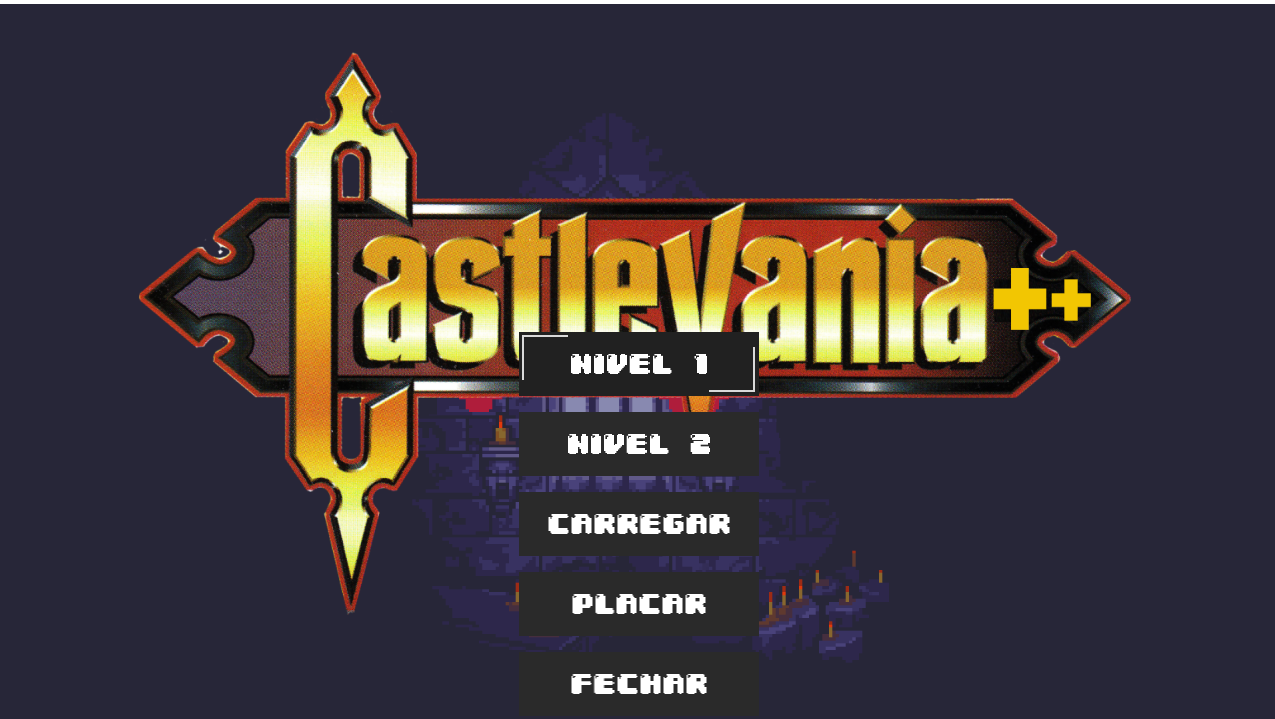 Castlevania++
NIVEL 1
NIVEL 2
CARREGAR
PLACAR
FECHAR